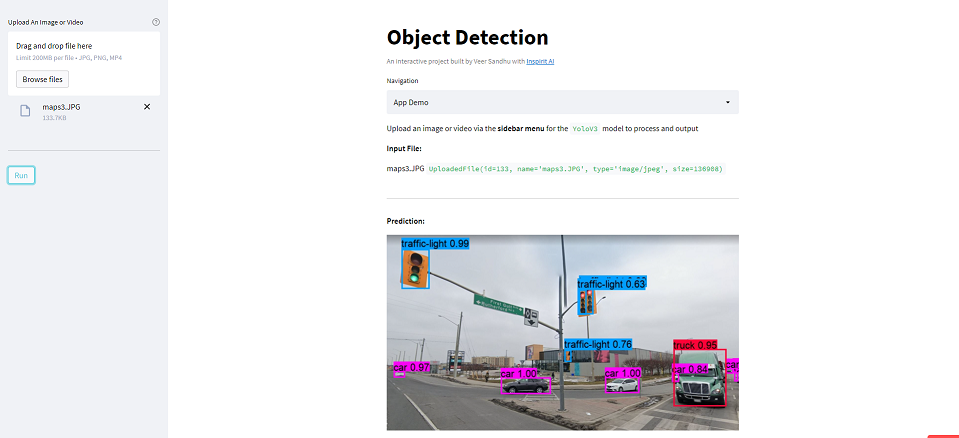 Upload An Image or Video
Drag and drop file here
Limit 200MB per file • JPG, PNG, MP4
Browse files
maps3.JPG
133.7KB
Run
Object Detection
An interactive project built by Veer Sandhu with Inspirit AI
Navigation
App Demo
Upload an image or video via the sidebar menu for the YoloV3 model to process and output
Input File:
maps3.JPG UploadedFile(id=133, name='maps3.JPG', type='image/jpeg', size=136908)
Prediction:
traffic-light 0.99
traffic-light 0.63
traffic-light 0.76
truck 0.95
car 0.97
car 1.00
car 1.00
car 0.84
car